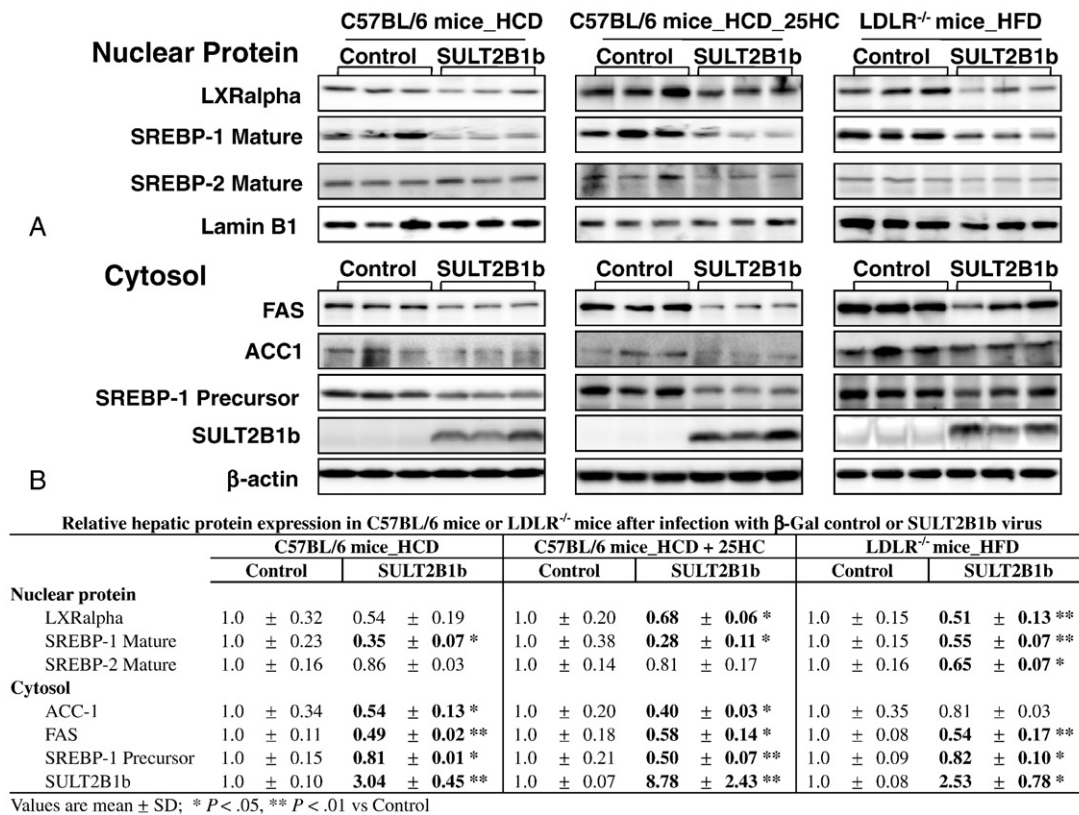 C57BL/6 mice_HCD C57BL/6 mice_HCD_25HC LDLR-/- mice_HFD
Nuclear Protein Control SULT2B1b Control SULT2B1b Control SULT2B1b
LXRalpha
SREBP-1 Mature
SREBP-2 Mature
A Lamin B1
Cytosol Control SULT2B1b Control SULT2B1b Control SULT2B1b
FAS
ACC1
SREBP-1 Precursor
SULT2B1b
B β-actin
Relative hepatic protein expression in C57BL/6 mice or LDLR-/- mice after infection with β-Gal control or SULT2B1b virus
C57BL/6 mice_HCD C57BL/6 mice_HCD + 25HC LDLR-/- mice_HFD
Control SULT2B1b Control SULT2B1b Control SULT2B1b
Nuclear protein
LXRalpha 1.0 ± 0.32 0.54 ± 0.19 1.0 ± 0.20 0.68 ± 0.06 * 1.0 ± 0.15 0.51 ± 0.13 **
SREBP-1 Mature 1.0 ± 0.23 0.35 ± 0.07 * 1.0 ± 0.38 0.28 ± 0.11 * 1.0 ± 0.15 0.55 ± 0.07 **
SREBP-2 Mature 1.0 ± 0.16 0.86 ± 0.03 1.0 ± 0.14 0.81 ± 0.17 1.0 ± 0.16 0.65 ± 0.07 *
Cytosol
ACC-1 1.0 ± 0.34 0.54 ± 0.13 * 1.0 ± 0.20 0.40 ± 0.03 * 1.0 ± 0.35 0.81 ± 0.03
FAS 1.0 ± 0.11 0.49 ± 0.02 ** 1.0 ± 0.18 0.58 ± 0.14 * 1.0 ± 0.08 0.54 ± 0.17 **
SREBP-1 Precursor 1.0 ± 0.15 0.81 ± 0.01 * 1.0 ± 0.21 0.50 ± 0.07 ** 1.0 ± 0.09 0.82 ± 0.10 *
SULT2B1b 1.0 ± 0.10 3.04 ± 0.45 ** 1.0 ± 0.07 8.78 ± 2.43 ** 1.0 ± 0.08 2.53 ± 0.78 *
Values are mean ± SD; * P < .05, ** P < .01 vs Control